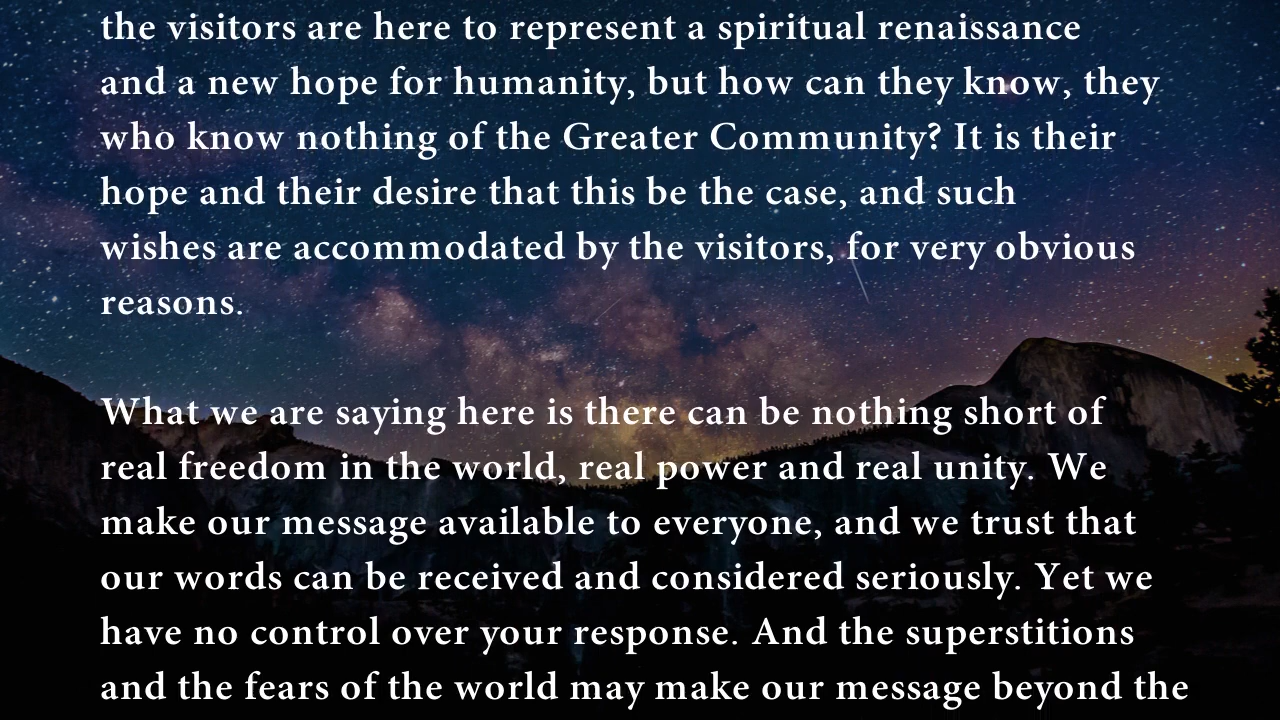 the visitors are here to represent a spiritual renaissance
and a new hope for humanity, but how can they know, they
who know nothing of the Greater Community? It is their
hope and their desire that this be the case, and such
wishes are accommodated by the visitors, for very obvious
reasons.
What we are saying here is there can be nothing short of
real freedom in the world, real power and real unity. We
make our message available to everyone, and we trust that
our words can be received and considered seriously. Yet we
have no control over your response. And the superstitions
and the fears of the world may make our message beyond the